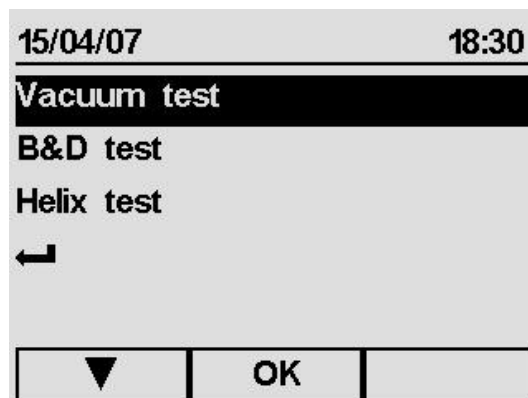 15/04/07 18:30
Vacuum test
B&D test
Helix test
OK